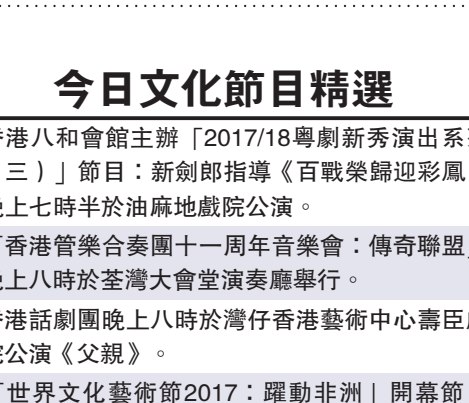 今日文化節目精選
港八和會館主辦「2017/18粵劇新秀演出系
三）」節目：新劍郎指導《百戰榮歸迎彩鳳
上七時半於油麻地戲院公演。
香港管樂合奏團十一周年音樂會：傳奇聯盟」
上八時於荃灣大會堂演奏廳舉行。
港話劇團晚上八時於灣仔香港藝術中心壽臣
公演《父親》。
「世界文化藝術節2017：躍動非洲」開幕節